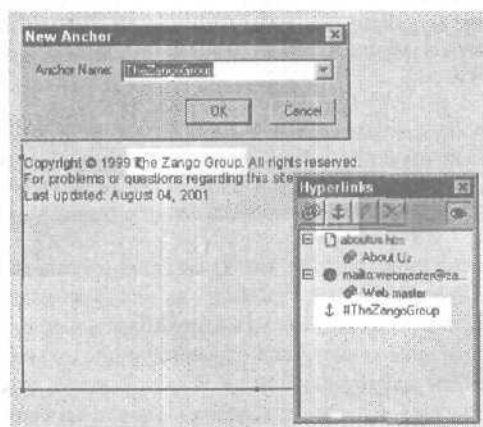 New Anchor
Anchor Name: TheZangoGroup
OK Cancel
Copyright © 1999 The Zango Group. All rights reserved.
For problems or questions regarding this site
Last updated: August 04, 2001
Hyperlinks
aboutus.htm
About Us
mailto:webmaster@za...
Web master
#TheZangoGroup